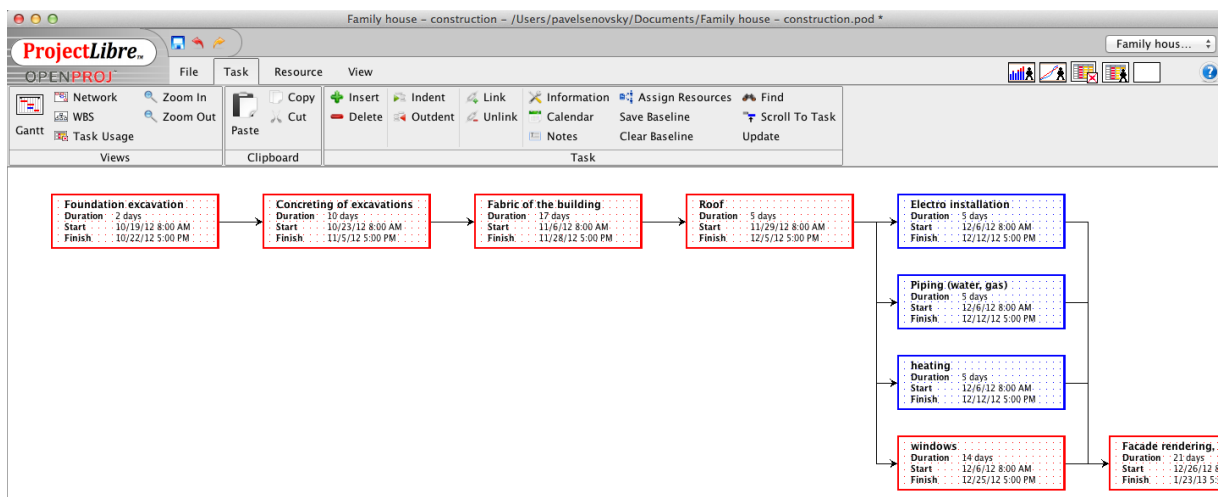 Family house – construction – /Users/pavelsenovsky/Documents/Family house – construction.pod *
ProjectLibre™
OPENPROJ
Family hous...
File Task Resource View
Network Zoom In Copy Insert Indent Link Information Assign Resources Find
WBS Zoom Out Cut Delete Outdent Unlink Calendar Save Baseline Scroll To Task
Gantt Task Usage Paste Notes Clear Baseline Update
Views Clipboard Task
Foundation excavation
Duration 2 days
Start 10/19/12 8:00 AM
Finish 10/22/12 5:00 PM
Concreting of excavations
Duration 10 days
Start 10/23/12 8:00 AM
Finish 11/5/12 5:00 PM
Fabric of the building
Duration 17 days
Start 11/6/12 8:00 AM
Finish 11/28/12 5:00 PM
Roof
Duration 5 days
Start 11/29/12 8:00 AM
Finish 12/5/12 5:00 PM
Electro installation
Duration 5 days
Start 12/6/12 8:00 AM
Finish 12/12/12 5:00 PM
Piping (water, gas)
Duration 5 days
Start 12/6/12 8:00 AM
Finish 12/12/12 5:00 PM
heating
Duration 5 days
Start 12/6/12 8:00 AM
Finish 12/12/12 5:00 PM
windows
Duration 14 days
Start 12/6/12 8:00 AM
Finish 12/25/12 5:00 PM
Facade rendering,
Duration 21 days
Start 12/26/12 8
Finish 1/23/13 5: